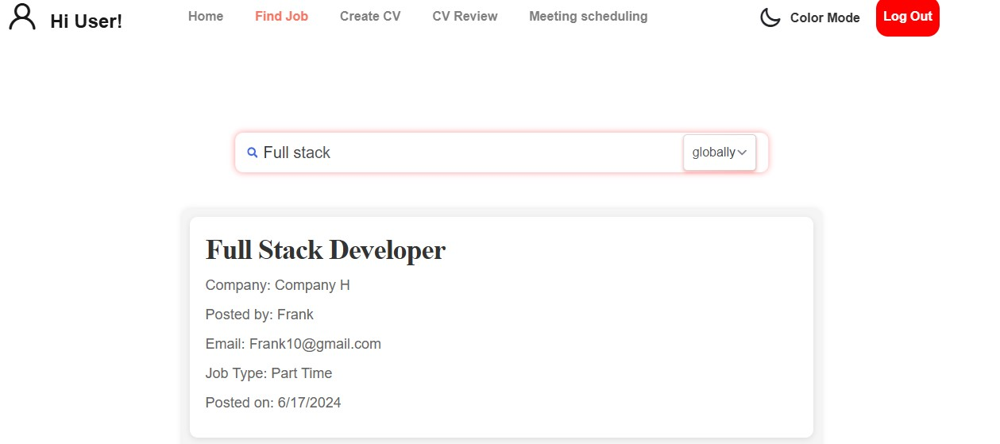 Hi User!
Home Find Job Create CV CV Review Meeting scheduling
Color Mode
Log Out
Full stack
globally
Full Stack Developer
Company: Company H
Posted by: Frank
Email: Frank10@gmail.com
Job Type: Part Time
Posted on: 6/17/2024